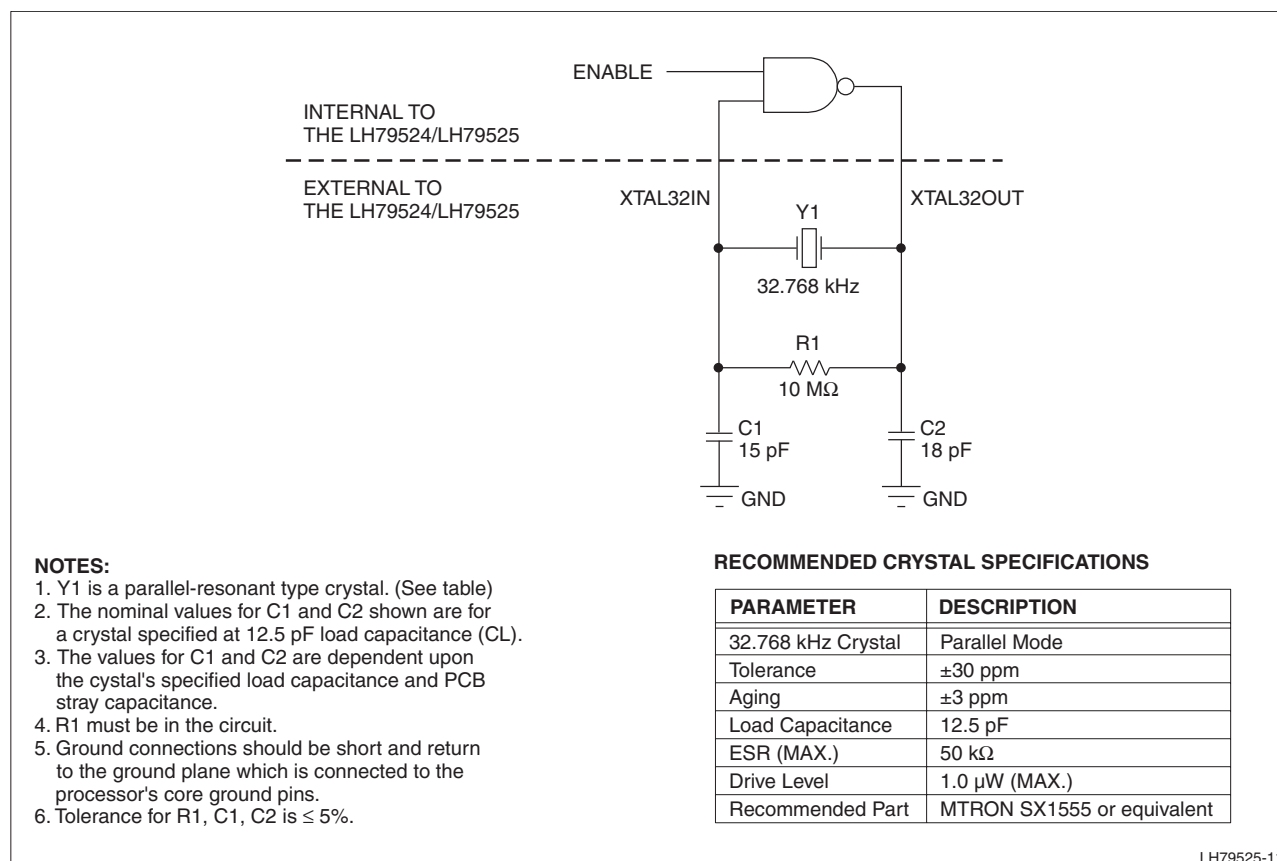 ENABLE
INTERNAL TO
THE LH79524/LH79525
EXTERNAL TO
THE LH79524/LH79525
XTAL32IN
XTAL32OUT
Y1
32.768 kHz
R1
10 MΩ
C1
15 pF
C2
18 pF
GND
GND
NOTES:
1. Y1 is a parallel-resonant type crystal. (See table)
2. The nominal values for C1 and C2 shown are for
a crystal specified at 12.5 pF load capacitance (CL).
3. The values for C1 and C2 are dependent upon
the cystal's specified load capacitance and PCB
stray capacitance.
4. R1 must be in the circuit.
5. Ground connections should be short and return
to the ground plane which is connected to the
processor's core ground pins.
6. Tolerance for R1, C1, C2 is ≤ 5%.
RECOMMENDED CRYSTAL SPECIFICATIONS
PARAMETER DESCRIPTION
32.768 kHz Crystal Parallel Mode
Tolerance ±30 ppm
Aging ±3 ppm
Load Capacitance 12.5 pF
ESR (MAX.) 50 kΩ
Drive Level 1.0 µW (MAX.)
Recommended Part MTRON SX1555 or equivalent